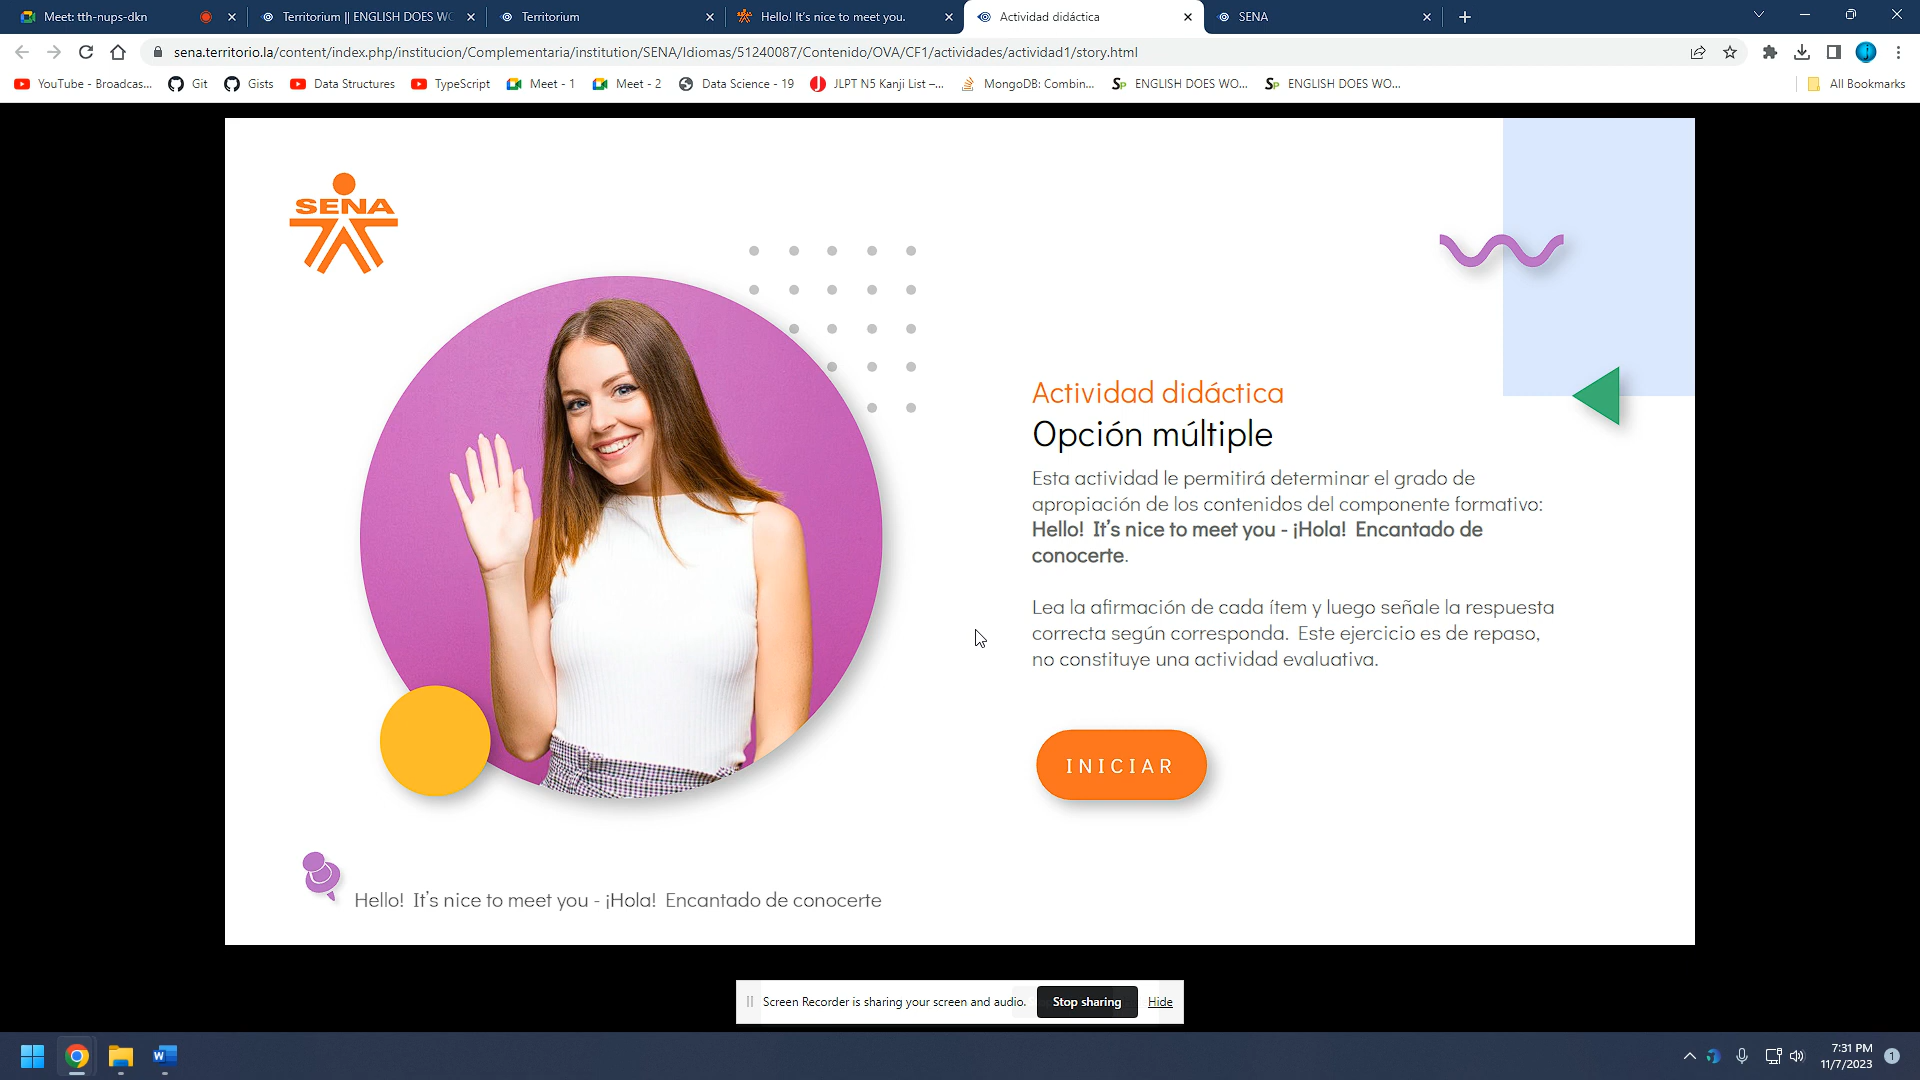 Meet: tth-nups-dkn
Territorium || ENGLISH DOES WO
Territorium
Hello! It's nice to meet you.
Actividad didáctica
SENA
sena.territorio.la/content/index.php/institucion/Complementaria/institution/SENA/Idiomas/51240087/Contenido/OVA/CF1/actividades/actividad1/story.html
YouTube - Broadcas...
Git
Gists
Data Structures
TypeScript
Meet - 1
Meet - 2
Data Science - 19
JLPT N5 Kanji List –...
MongoDB: Combin...
ENGLISH DOES WO...
ENGLISH DOES WO...
All Bookmarks
SENA
Actividad didáctica
Opción múltiple
Esta actividad le permitirá determinar el grado de
apropiación de los contenidos del componente formativo:
Hello! It's nice to meet you - ¡Hola! Encantado de
conocerte.
Lea la afirmación de cada ítem y luego señale la respuesta
correcta según corresponda. Este ejercicio es de repaso,
no constituye una actividad evaluativa.
INICIAR
Hello! It's nice to meet you - ¡Hola! Encantado de conocerte
Screen Recorder is sharing your screen and audio.
Stop sharing
Hide
7:31 PM
11/7/2023
1